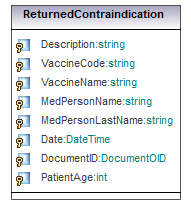 ReturnedContraindication
Description:string
VaccineCode:string
VaccineName:string
MedPersonName:string
MedPersonLastName:string
Date:DateTime
DocumentID:DocumentOID
PatientAge:int